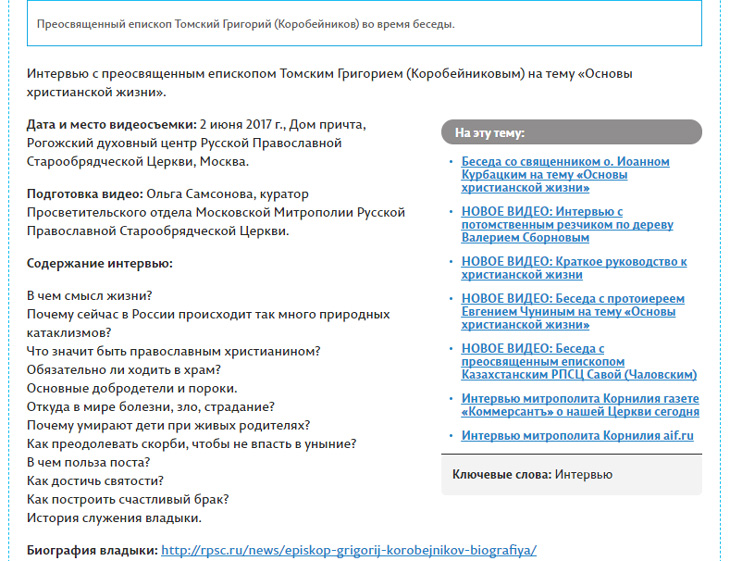 Преосвященный епископ Томский Григорий (Коробейников) во время беседы.
Интервью с преосвященным епископом Томским Григорием (Коробейниковым) на тему «Основы
христианской жизни».
Дата и место видеосъемки: 2 июня 2017 г., Дом причта,
Рогожский духовный центр Русской Православной
Старообрядческой Церкви, Москва.
Подготовка видео: Ольга Самсонова, куратор
Просветительского отдела Московской Митрополии Русской
Православной Старообрядческой Церкви.
Содержание интервью:
В чем смысл жизни?
Почему сейчас в России происходит так много природных
катаклизмов?
Что значит быть православным христианином?
Обязательно ли ходить в храм?
Основные добродетели и пороки.
Откуда в мире болезни, зло, страдание?
Почему умирают дети при живых родителях?
Как преодолевать скорби, чтобы не впасть в уныние?
В чем польза поста?
Как достичь святости?
Как построить счастливый брак?
История служения владыки.
Биография владыки: http://rpsc.ru/news/episkop-grigorij-korobejnikov-biografiya/
На эту тему:
• Беседа со священником о. Иоанном
Курбацким на тему «Основы
христианской жизни»
• НОВОЕ ВИДЕО: Интервью с
потомственным резчиком по дереву
Валерием Сборновым
• НОВОЕ ВИДЕО: Краткое руководство к
христианской жизни
• НОВОЕ ВИДЕО: Беседа с протоиереем
Евгением Чуниным на тему «Основы
христианской жизни»
• НОВОЕ ВИДЕО: Беседа с
преосвященным епископом
Казахстанским РПСЦ Савой (Чаловским)
• Интервью митрополита Корнилия газете
«Коммерсантъ» о нашей Церкви сегодня
• Интервью митрополита Корнилия aif.ru
Ключевые слова: Интервью